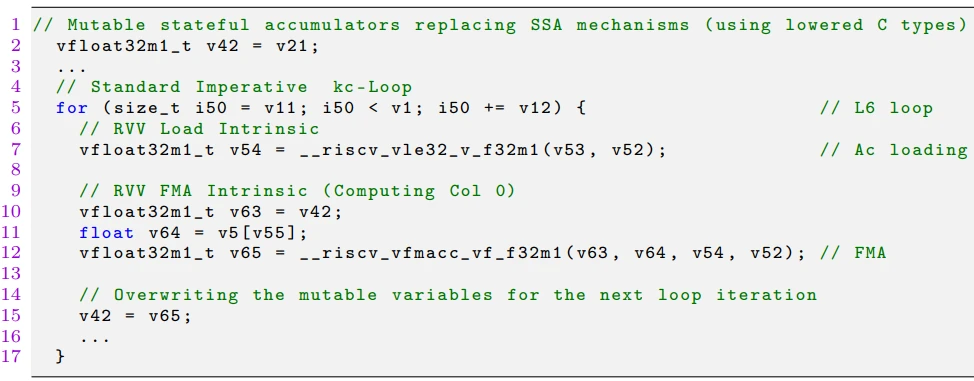 1 // Mutable stateful accumulators replacing SSA mechanisms (using lowered C types)
2 vfloat32m1_t v42 = v21;
3 ...
4 // Standard Imperative kc-Loop
5 for (size_t i50 = v11; i50 < v1; i50 += v12) { // L6 loop
6 // RVV Load Intrinsic
7 vfloat32m1_t v54 = __riscv_vle32_v_f32m1(v53, v52); // Ac loading
8
9 // RVV FMA Intrinsic (Computing Col 0)
10 vfloat32m1_t v63 = v42;
11 float v64 = v5[v55];
12 vfloat32m1_t v65 = __riscv_vfmacc_vf_f32m1(v63, v64, v54, v52); // FMA
13
14 // Overwriting the mutable variables for the next loop iteration
15 v42 = v65;
16 ...
17 }